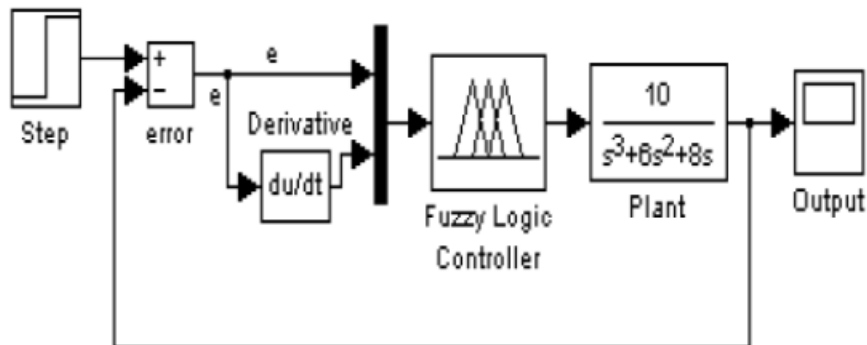 Step
+
−
error
e
e
Derivative
du/dt
Fuzzy Logic
Controller
10
s³+6s²+8s
Plant
Output